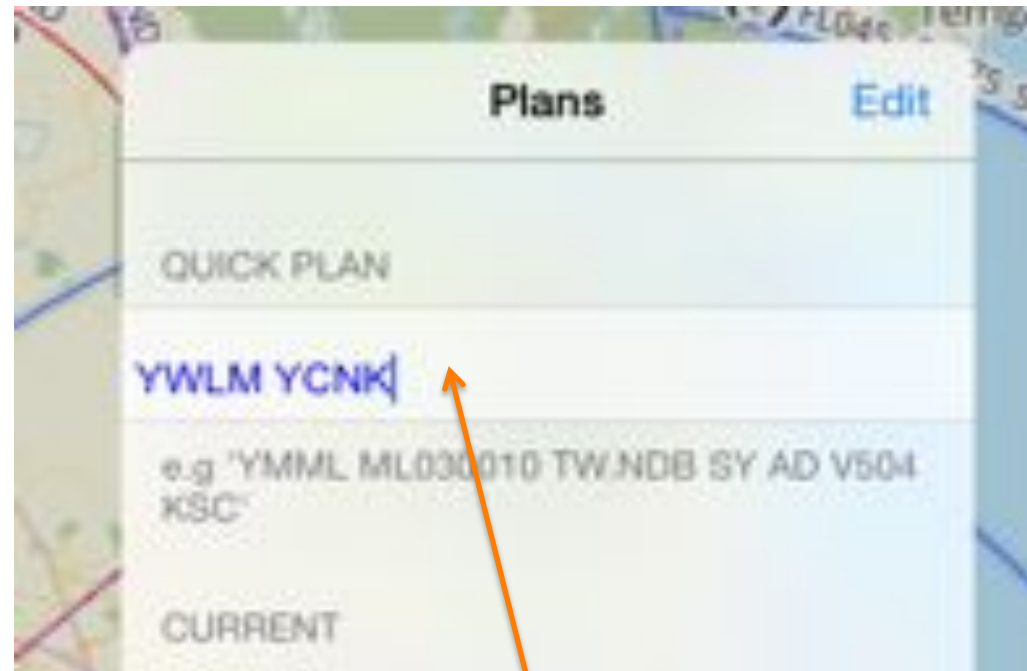 Plans
Edit
QUICK PLAN
YWLM YCNK
e.g 'YMML ML030010 TW.NDB SY AD V504
KSC'
CURRENT